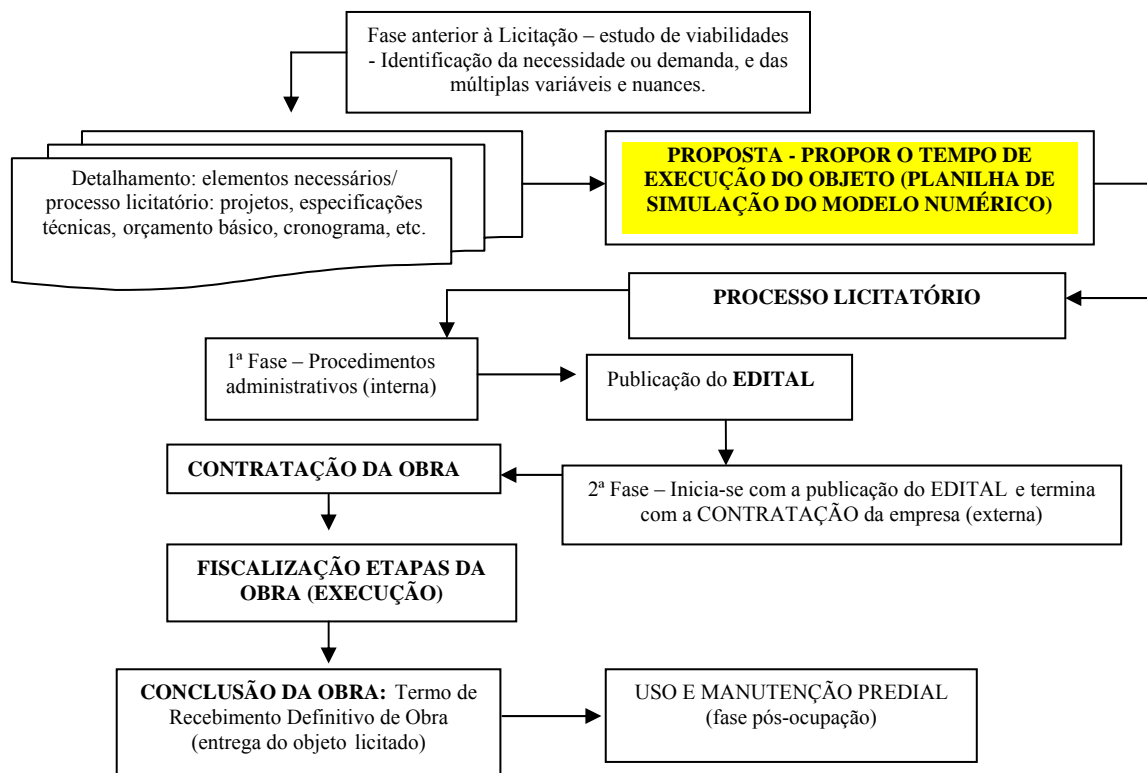 Fase anterior à Licitação – estudo de viabilidades
- Identificação da necessidade ou demanda, e das
múltiplas variáveis e nuances.
Detalhamento: elementos necessários/
processo licitatório: projetos, especificações
técnicas, orçamento básico, cronograma, etc.
PROPOSTA - PROPOR O TEMPO DE
EXECUÇÃO DO OBJETO (PLANILHA DE
SIMULAÇÃO DO MODELO NUMÉRICO)
PROCESSO LICITATÓRIO
1ª Fase – Procedimentos
administrativos (interna)
Publicação do EDITAL
2ª Fase – Inicia-se com a publicação do EDITAL e termina
com a CONTRATAÇÃO da empresa (externa)
CONTRATAÇÃO DA OBRA
FISCALIZAÇÃO ETAPAS DA
OBRA (EXECUÇÃO)
CONCLUSÃO DA OBRA: Termo de
Recebimento Definitivo de Obra
(entrega do objeto licitado)
USO E MANUTENÇÃO PREDIAL
(fase pós-ocupação)